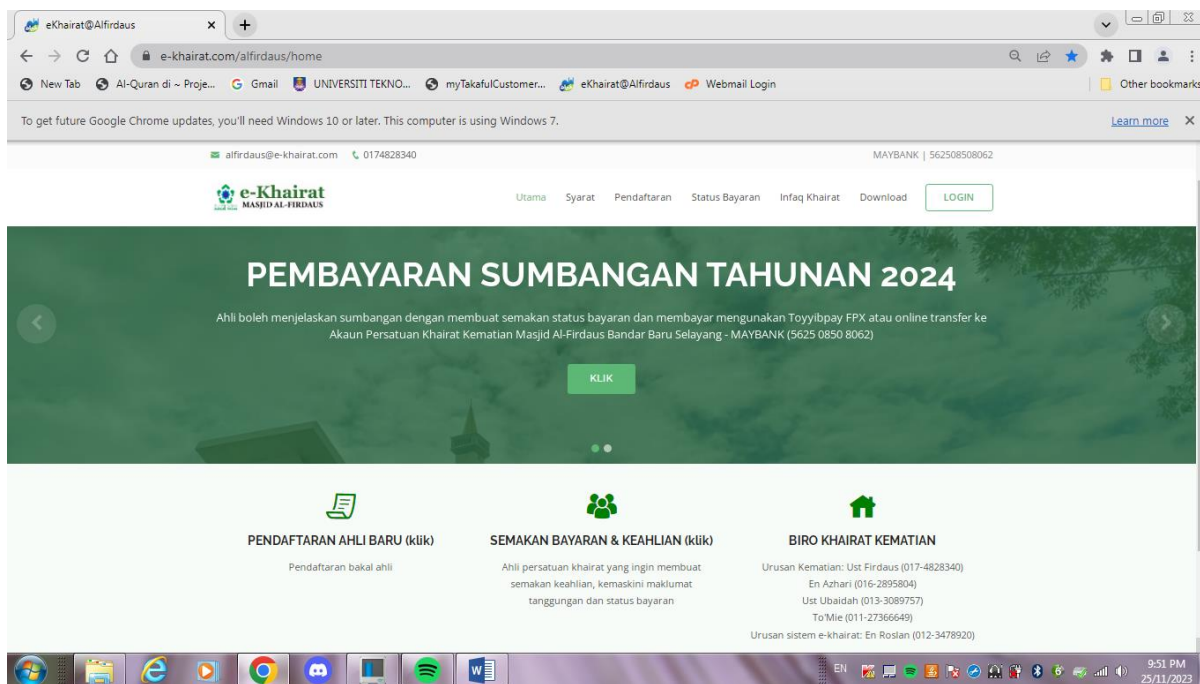 eKhairat@Alfirdaus
e-khairat.com/alfirdaus/home
New Tab Al-Quran di ~ Proje... Gmail UNIVERSITI TEKNO... myTakafulCustomer... eKhairat@Alfirdaus Webmail Login Other bookmarks
To get future Google Chrome updates, you'll need Windows 10 or later. This computer is using Windows 7. Learn more
alfirdaus@e-khairat.com 0174828340 MAYBANK | 562508508062
e-Khairat
MASJID AL-FIRDAUS
Utama Syarat Pendaftaran Status Bayaran Infaq Khairat Download LOGIN
PEMBAYARAN SUMBANGAN TAHUNAN 2024
Ahli boleh menjelaskan sumbangan dengan membuat semakan status bayaran dan membayar mengunakan Toyyibpay FPX atau online transfer ke
Akaun Persatuan Khairat Kematian Masjid Al-Firdaus Bandar Baru Selayang - MAYBANK (5625 0850 8062)
KLIK
PENDAFTARAN AHLI BARU (klik)
Pendaftaran bakal ahli
SEMAKAN BAYARAN & KEAHLIAN (klik)
Ahli persatuan khairat yang ingin membuat
semakan keahlian, kemaskini maklumat
tanggungan dan status bayaran
BIRO KHAIRAT KEMATIAN
Urusan Kematian: Ust Firdaus (017-4828340)
En Azhari (016-2895804)
Ust Ubaidah (013-3089757)
To'Mie (011-27366649)
Urusan sistem e-khairat: En Roslan (012-3478920)
EN
9:51 PM
25/11/2023